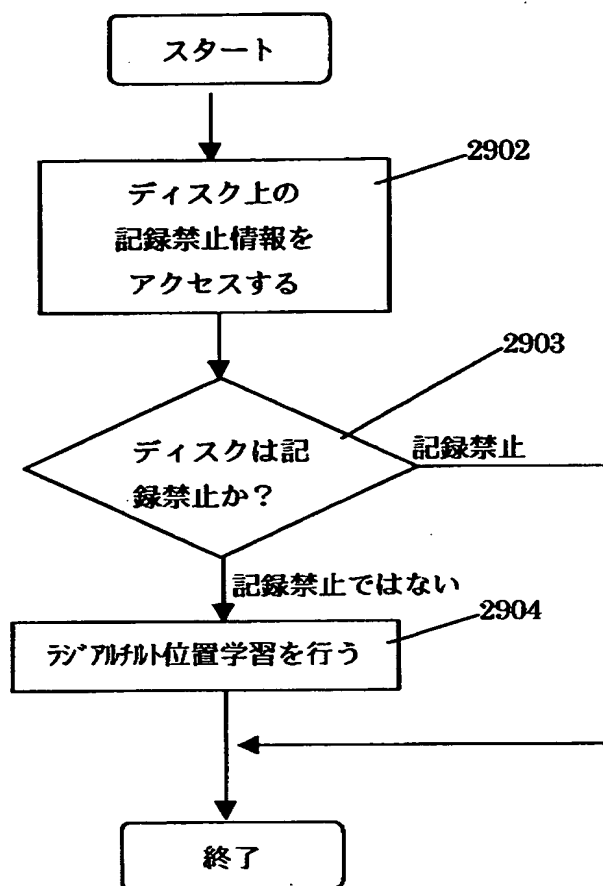 スタート
2902
ディスク上の
記録禁止情報を
アクセスする
2903
ディスクは記
録禁止か？
記録禁止
記録禁止ではない
2904
ﾗｼﾞｱﾙﾁﾙﾄ位置学習を行う
終了